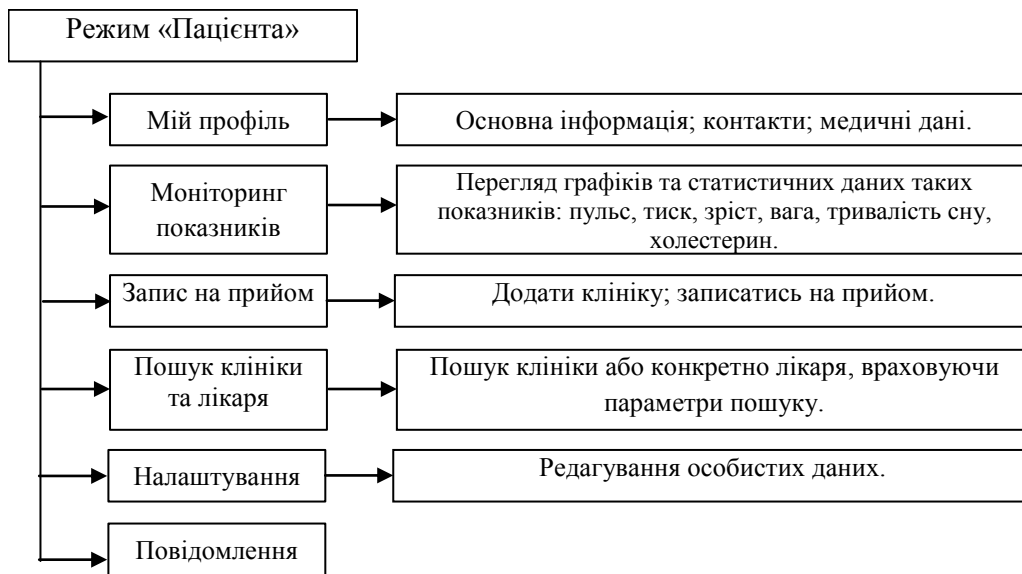 Режим «Пацієнта»
Мій профіль
Основна інформація; контакти; медичні дані.
Моніторинг
показників
Перегляд графіків та статистичних даних таких
показників: пульс, тиск, зріст, вага, тривалість сну,
холестерин.
Запис на прийом
Додати клініку; записатись на прийом.
Пошук клініки
та лікаря
Пошук клініки або конкретно лікаря, враховуючи
параметри пошуку.
Налаштування
Редагування особистих даних.
Повідомлення